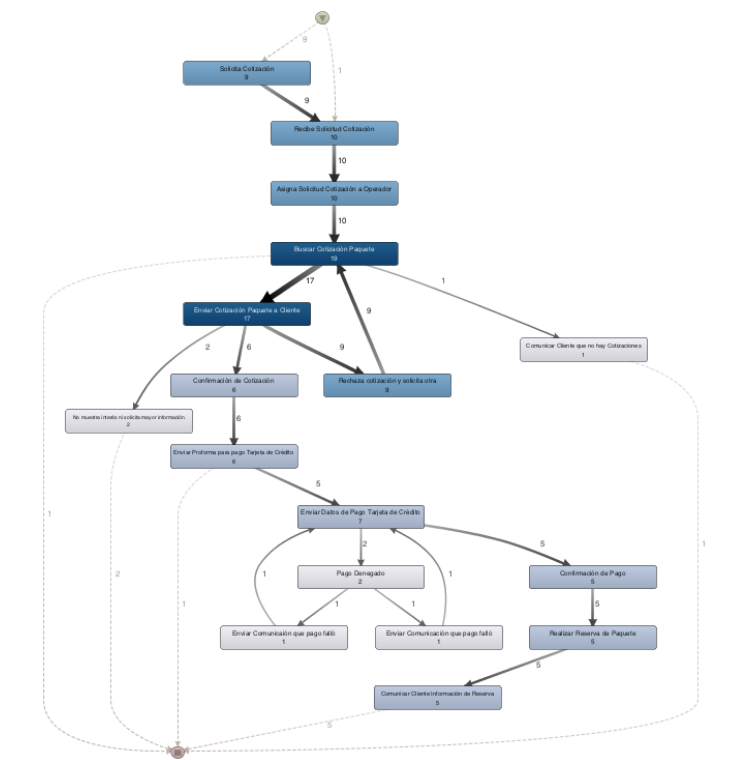 9
1
Solicita Cotización
9
9
Recibe Solicitud Cotización
10
10
Asigna Solicitud Cotización a Operador
10
10
Buscar Cotización Paquete
19
17
1
9
Enviar Cotización Paquete a Cliente
17
2
6
9
Comunicar Cliente que no hay Cotizaciones
1
Confirmación de Cotización
6
Rechaza cotización y solicita otra
9
No muestra interés ni solicita mayor información
2
6
Enviar Proforma para pago Tarjeta de Crédito
6
5
Enviar Datos de Pago Tarjeta de Crédito
7
1
2
5
1
Pago Denegado
2
Confirmación de Pago
5
2
1
1
1
1
1
5
Enviar Comunicaión que pago falló
1
Enviar Comunicación que pago falló
1
Realizar Reserva de Paquete
5
5
Comunicar Cliente Información de Reserva
5
5